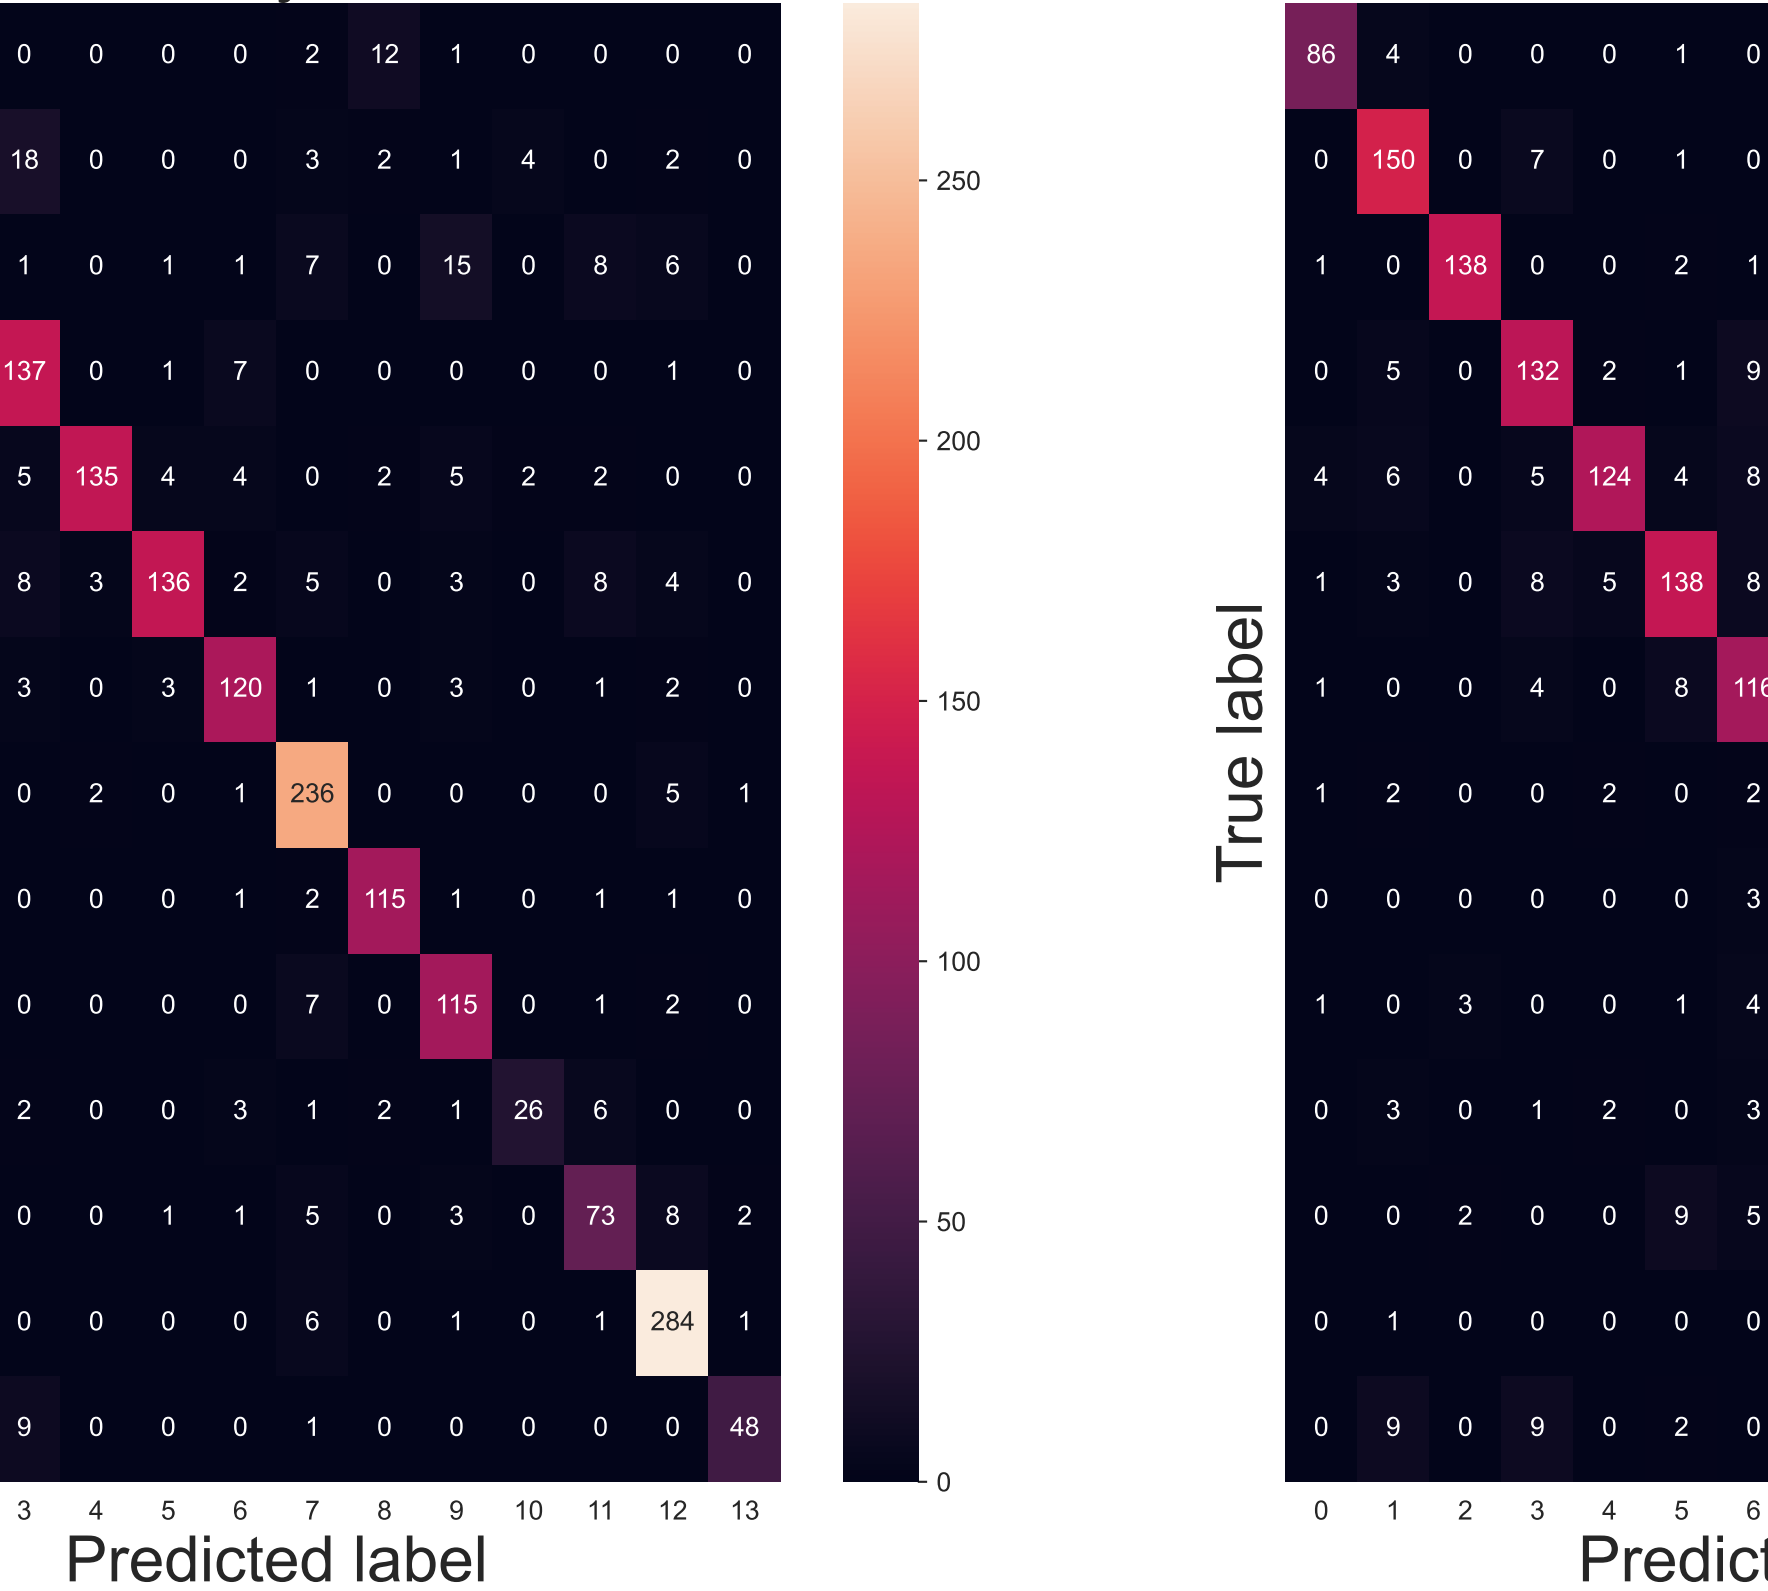 0 0 0 0 2 12 1 0 0 0 0
18 0 0 0 3 2 1 4 0 2 0
1 0 1 1 7 0 15 0 8 6 0
137 0 1 7 0 0 0 0 0 1 0
5 135 4 4 0 2 5 2 2 0 0
8 3 136 2 5 0 3 0 8 4 0
3 0 3 120 1 0 3 0 1 2 0
0 2 0 1 236 0 0 0 0 5 1
0 0 0 1 2 115 1 0 1 1 0
0 0 0 0 7 0 115 0 1 2 0
2 0 0 3 1 2 1 26 6 0 0
0 0 1 1 5 0 3 0 73 8 2
0 0 0 0 6 0 1 0 1 284 1
9 0 0 0 1 0 0 0 0 0 48
3 4 5 6 7 8 9 10 11 12 13
Predicted label
250
200
150
100
50
0
True label
86 4 0 0 0 1 0
0 150 0 7 0 1 0
1 0 138 0 0 2 1
0 5 0 132 2 1 9
4 6 0 5 124 4 8
1 3 0 8 5 138 8
1 0 0 4 0 8 116
1 2 0 0 2 0 2
0 0 0 0 0 0 3
1 0 3 0 0 1 4
0 3 0 1 2 0 3
0 0 2 0 0 9 5
0 1 0 0 0 0 0
0 9 0 9 0 2 0
0 1 2 3 4 5 6
Predict